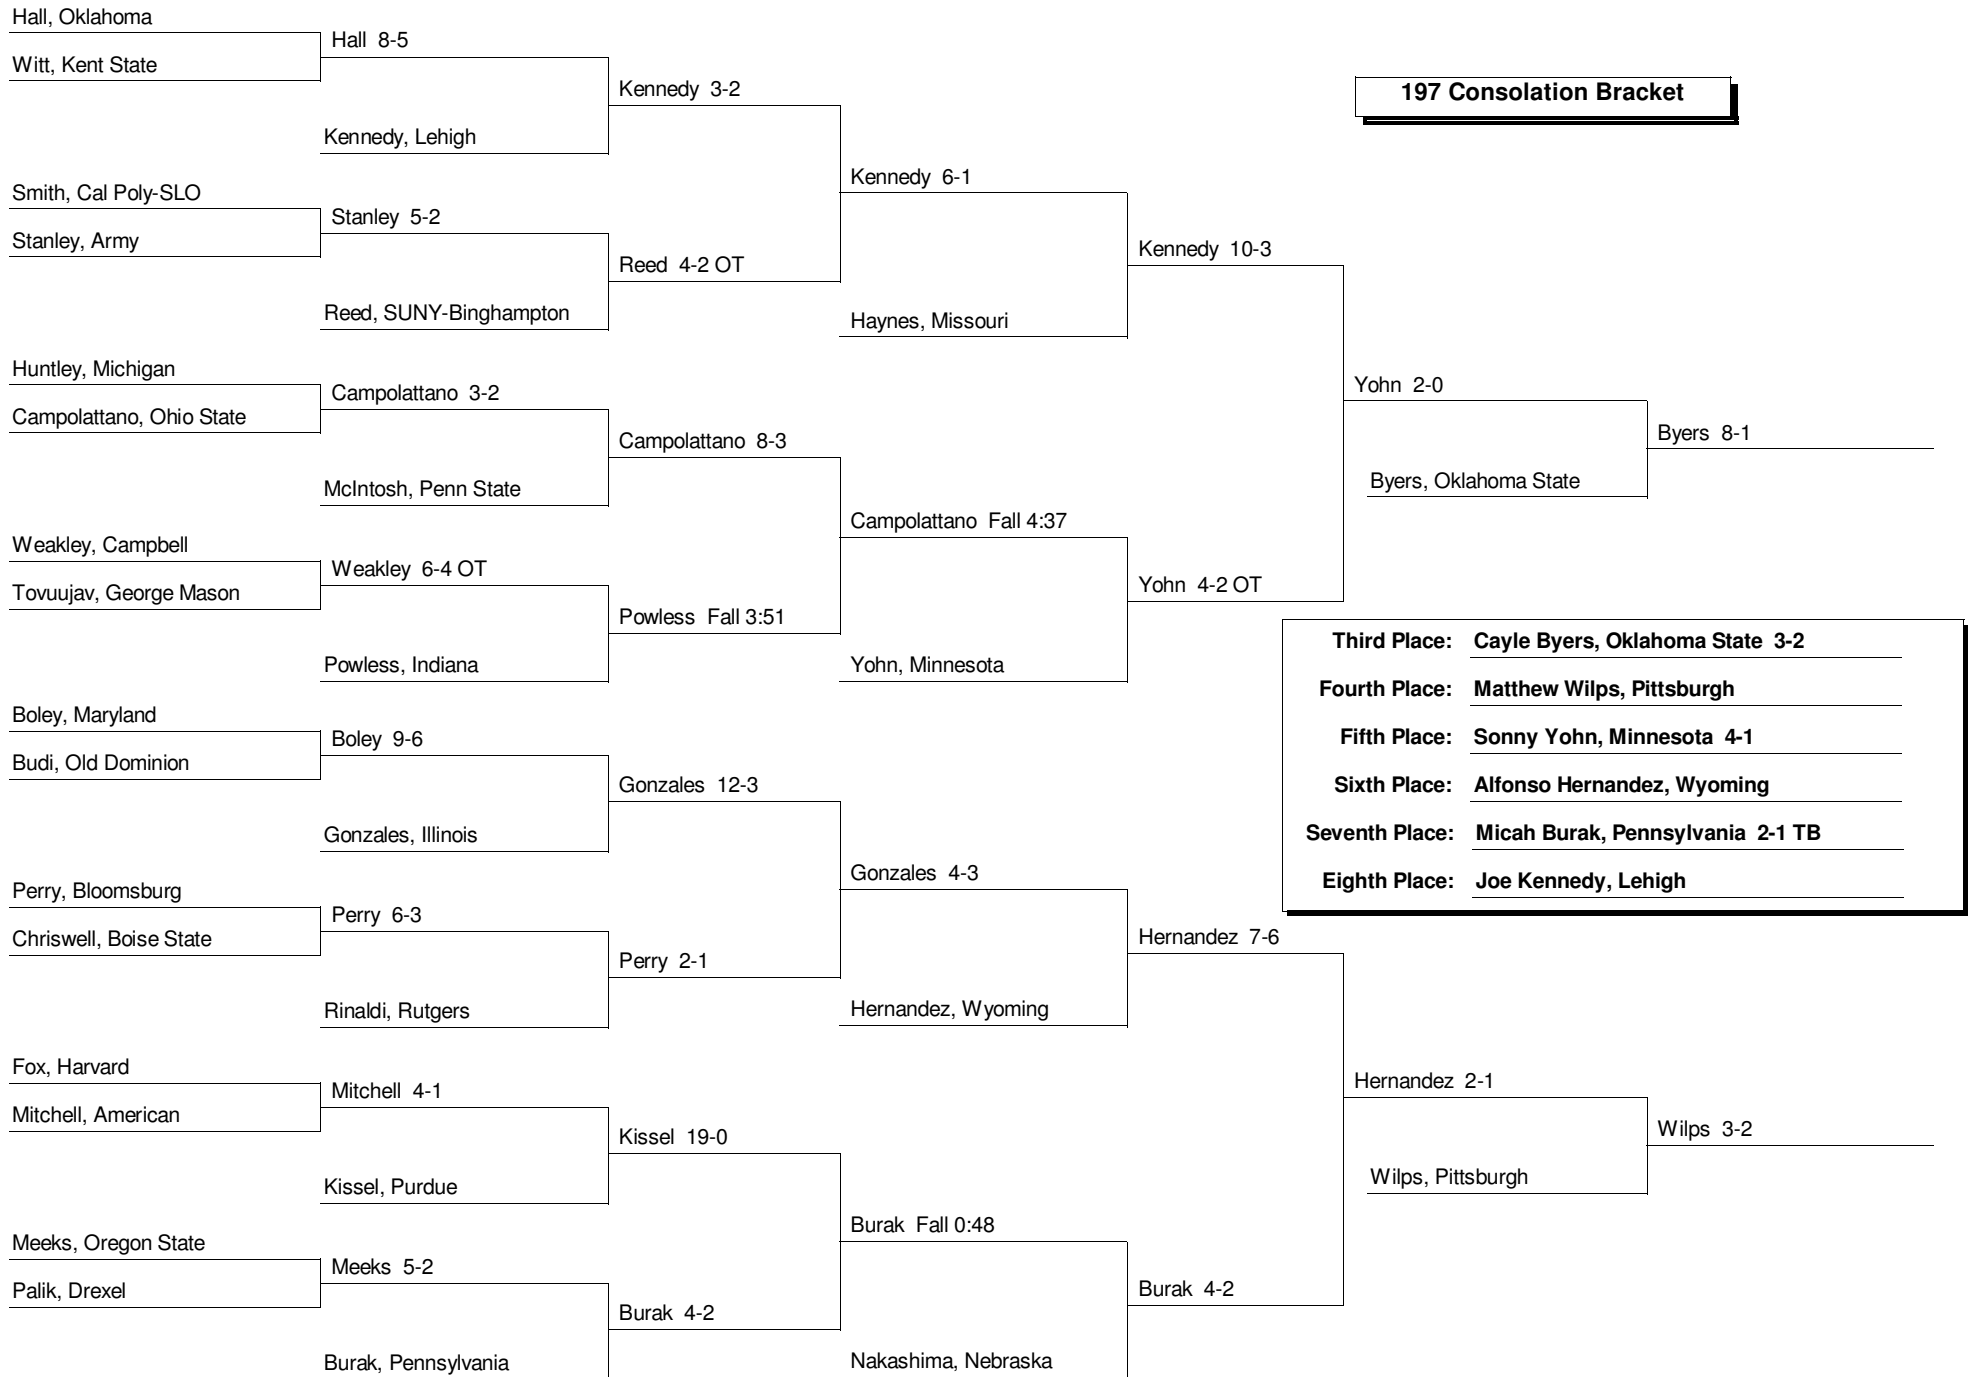 Hall, Oklahoma
Hall 8-5
Witt, Kent State
Kennedy 3-2
197 Consolation Bracket
Kennedy, Lehigh
Kennedy 6-1
Smith, Cal Poly-SLO
Stanley 5-2
Stanley, Army
Kennedy 10-3
Reed 4-2 OT
Reed, SUNY-Binghampton
Haynes, Missouri
Huntley, Michigan
Yohn 2-0
Campolattano 3-2
Campolattano, Ohio State
Byers 8-1
Campolattano 8-3
Byers, Oklahoma State
McIntosh, Penn State
Campolattano Fall 4:37
Weakley, Campbell
Weakley 6-4 OT
Yohn 4-2 OT
Tovuujav, George Mason
Powless Fall 3:51
Third Place: Cayle Byers, Oklahoma State 3-2
Powless, Indiana
Yohn, Minnesota
Fourth Place: Matthew Wilps, Pittsburgh
Boley, Maryland
Boley 9-6
Fifth Place: Sonny Yohn, Minnesota 4-1
Budi, Old Dominion
Gonzales 12-3
Sixth Place: Alfonso Hernandez, Wyoming
Gonzales, Illinois
Seventh Place: Micah Burak, Pennsylvania 2-1 TB
Gonzales 4-3
Eighth Place: Joe Kennedy, Lehigh
Perry, Bloomsburg
Perry 6-3
Chriswell, Boise State
Hernandez 7-6
Perry 2-1
Rinaldi, Rutgers
Hernandez, Wyoming
Fox, Harvard
Hernandez 2-1
Mitchell 4-1
Mitchell, American
Wilps 3-2
Kissel 19-0
Wilps, Pittsburgh
Kissel, Purdue
Burak Fall 0:48
Meeks, Oregon State
Meeks 5-2
Burak 4-2
Palik, Drexel
Burak 4-2
Burak, Pennsylvania
Nakashima, Nebraska